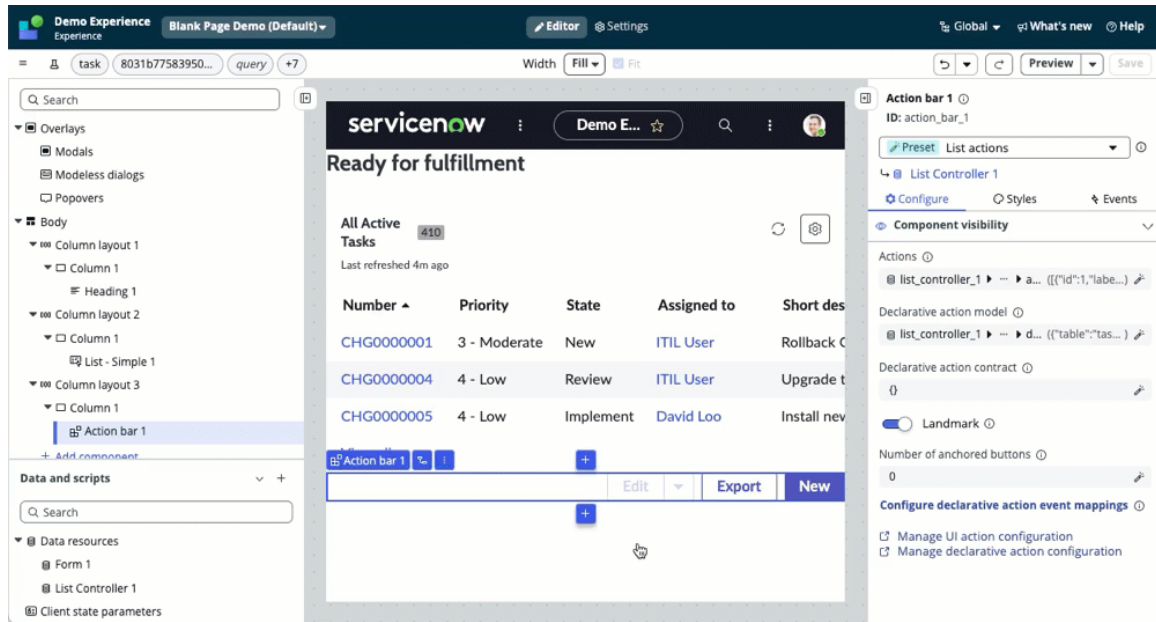 Demo Experience
Experience
Blank Page Demo (Default)
Editor
Settings
Global
What's new
Help
task
8031b77583950...
query
+7
Width
Fill
Fit
Preview
Save
Search
Overlays
Modals
Modeless dialogs
Popovers
Body
Column layout 1
Column 1
Heading 1
Column layout 2
Column 1
List - Simple 1
Column layout 3
Column 1
Action bar 1
+ Add component
Data and scripts
Search
Data resources
Form 1
List Controller 1
Client state parameters
servicenow
Demo E...
Ready for fulfillment
All Active
Tasks
410
Last refreshed 4m ago
Number Priority State Assigned to Short des
CHG0000001 3 - Moderate New ITIL User Rollback
CHG0000004 4 - Low Review ITIL User Upgrade t
CHG0000005 4 - Low Implement David Loo Install nev
Action bar 1
Edit
Export
New
Action bar 1
ID: action_bar_1
Preset List actions
List Controller 1
Configure
Styles
Events
Component visibility
Actions
list_controller_1 ▸ ··· ▸ a... ([{"id":1,"labe...)
Declarative action model
list_controller_1 ▸ ··· ▸ d... ({"table":"tas... )
Declarative action contract
{}
Landmark
Number of anchored buttons
0
Configure declarative action event mappings
Manage UI action configuration
Manage declarative action configuration